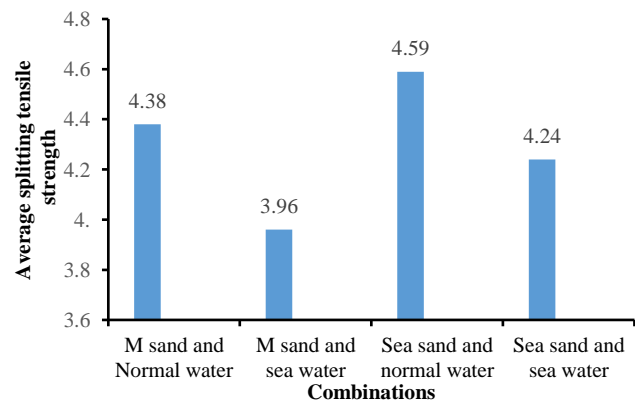 4.8
4.6
4.4
4.2
4.
3.8
3.6
Average splitting tensile
strength
4.38
3.96
4.59
4.24
M sand and
Normal water
M sand and
sea water
Sea sand and
normal water
Sea sand and
sea water
Combinations